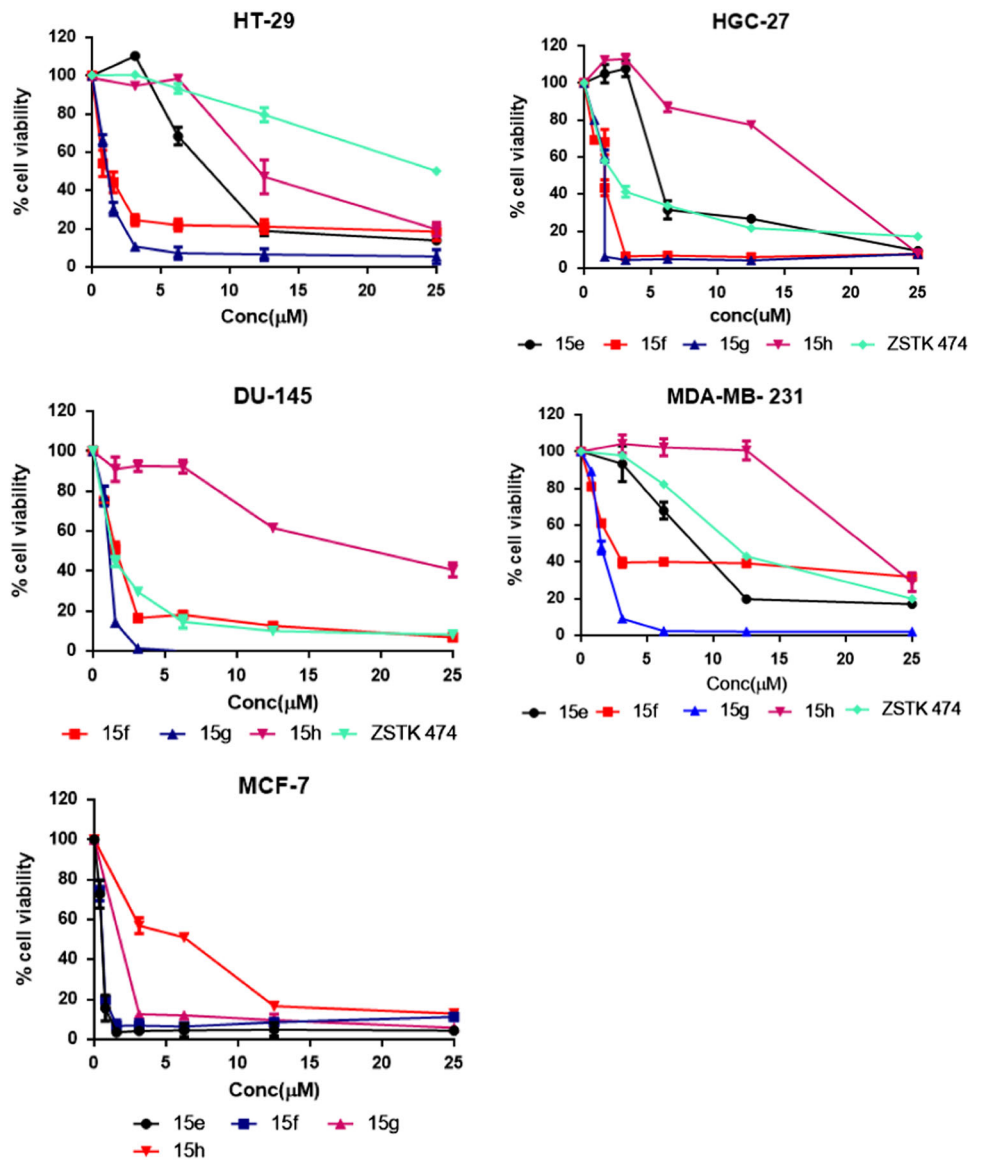 HT-29
% cell viability
120
100
80
60
40
20
0
0 5 10 15 20 25
Conc(μM)
HGC-27
% cell viability
120
100
80
60
40
20
0
0 5 10 15 20 25
conc(uM)
15e 15f 15g 15h ZSTK 474
DU-145
% cell viability
120
100
80
60
40
20
0
0 5 10 15 20 25
Conc(μM)
15f 15g 15h ZSTK 474
MDA-MB- 231
% cell viability
120
100
80
60
40
20
0
0 5 10 15 20 25
Conc(μM)
15e 15f 15g 15h ZSTK 474
MCF-7
% cell viability
120
100
80
60
40
20
0
0 5 10 15 20 25
Conc(μM)
15e 15f 15g
15h